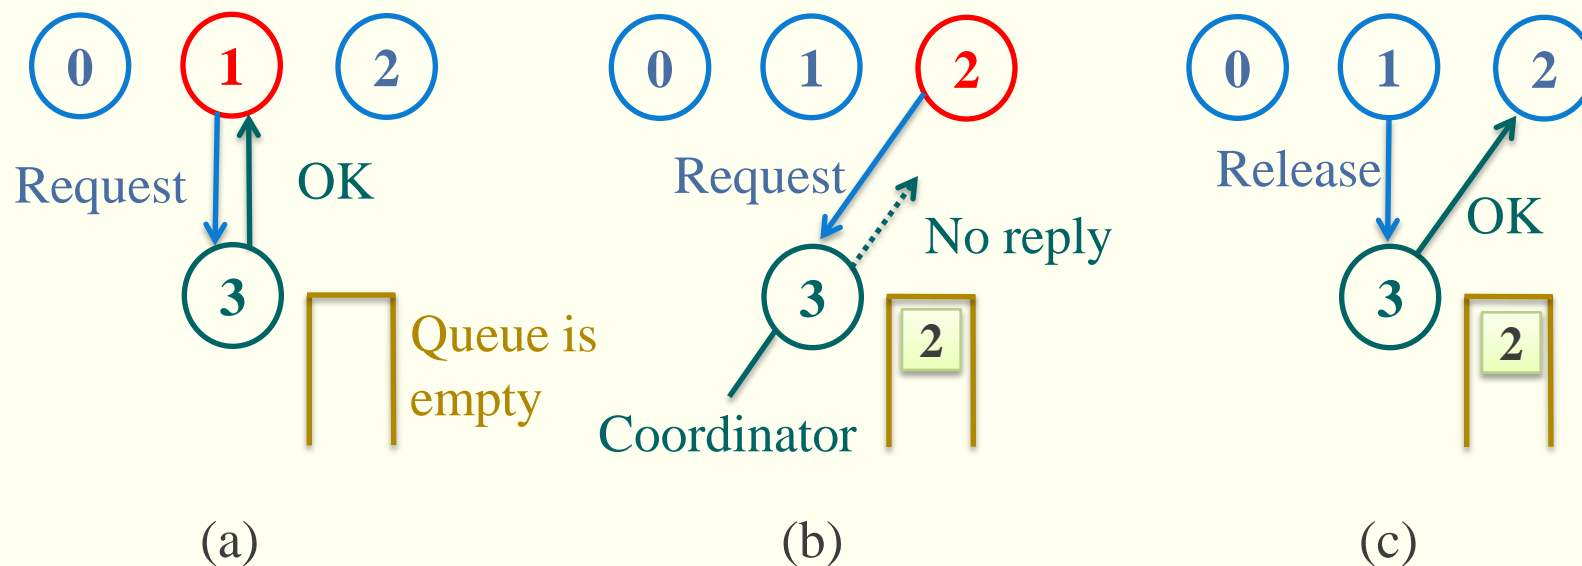 0 1 2
Request OK
3
Queue is
empty
(a)
0 1 2
Request
No reply
3
2
Coordinator
(b)
0 1 2
Release
OK
3
2
(c)